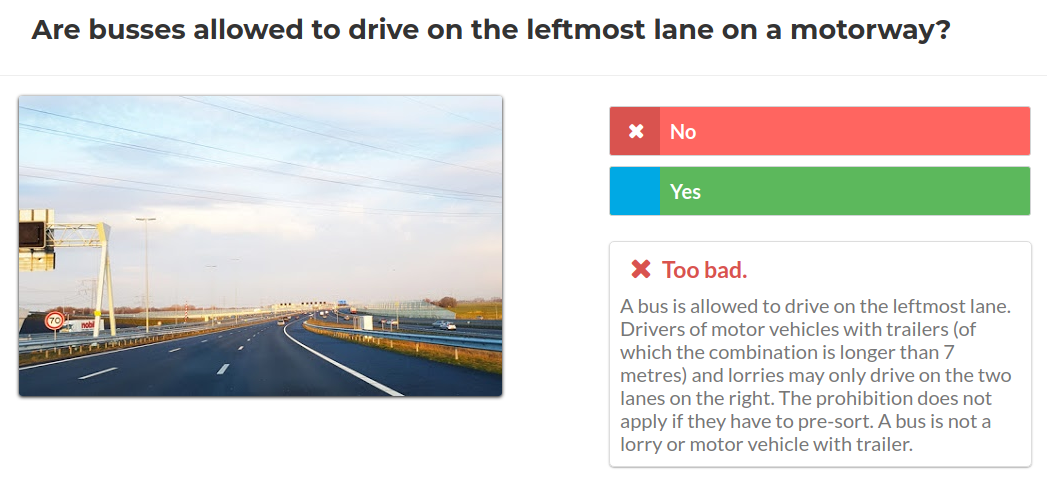 Are busses allowed to drive on the leftmost lane on a motorway?
No
Yes
70
Too bad.
A bus is allowed to drive on the leftmost lane.
Drivers of motor vehicles with trailers (of
which the combination is longer than 7
metres) and lorries may only drive on the two
lanes on the right. The prohibition does not
apply if they have to pre-sort. A bus is not a
lorry or motor vehicle with trailer.